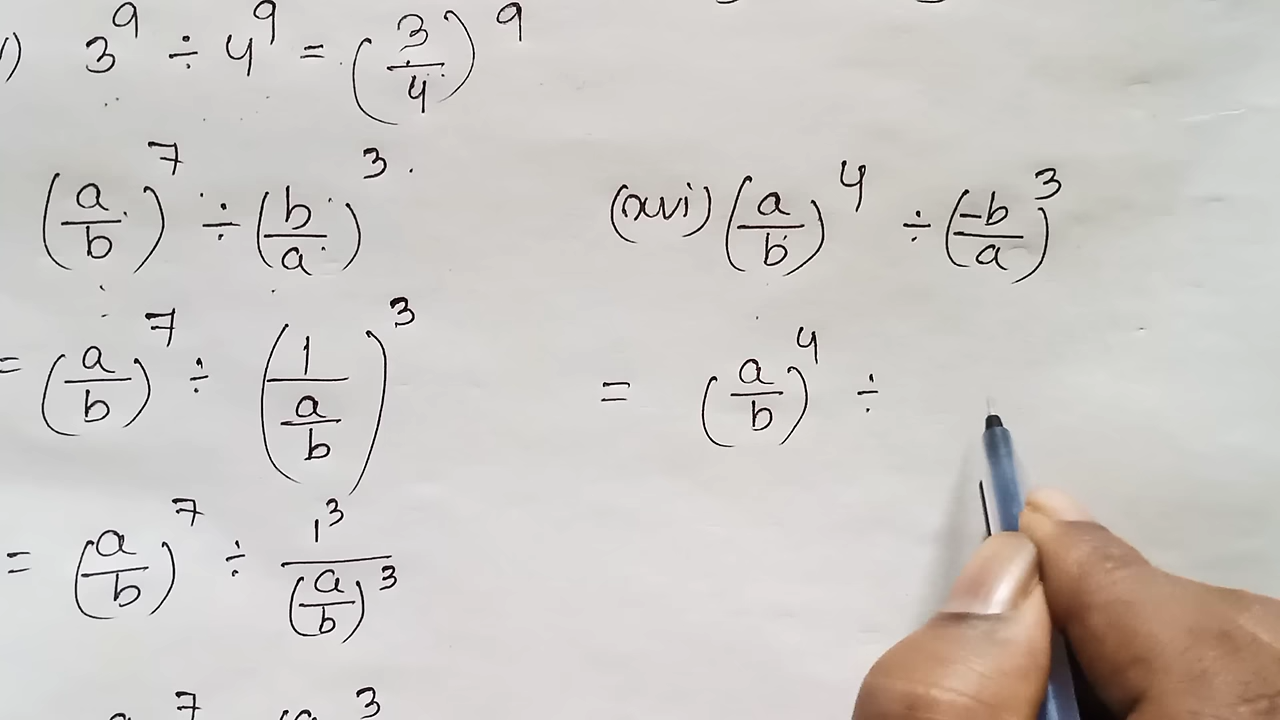 3^9 ÷ 4^9 = (3/4)^9
(a/b)^7 ÷ (b/a)^3
= (a/b)^7 ÷ (1/(a/b))^3
= (a/b)^7 ÷ 1^3/(a/b)^3
(xvi) (a/b)^4 ÷ (-b/a)^3
= (a/b)^4 ÷